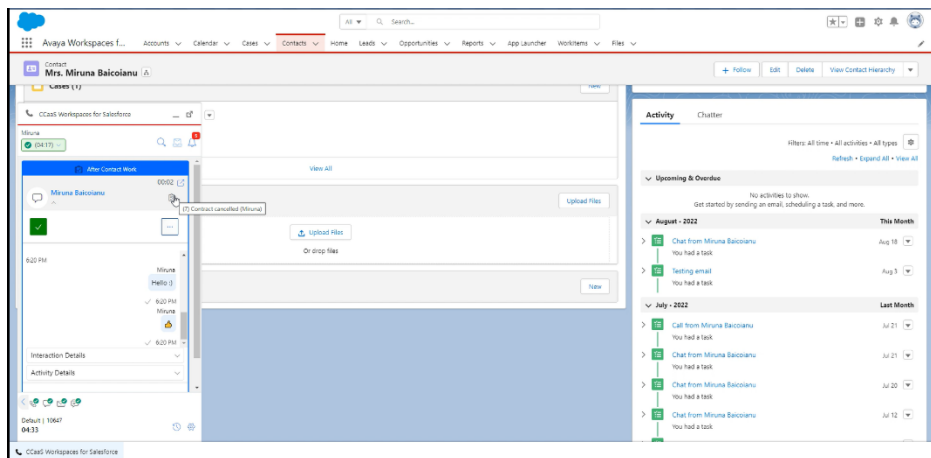 All
Search...
Avaya Workspaces f...
Accounts
Calendar
Cases
Contacts
Home
Leads
Opportunities
Reports
App Launcher
Workitems
Files
Contact
Mrs. Miruna Baicoianu
+ Follow
Edit
Delete
View Contact Hierarchy
Cases (1)
New
CCaaS Workspaces for Salesforce
Miruna
(04:17)
After Contact Work
00:02
Miruna Baicoianu
(7) Contract cancelled (Miruna)
6:20 PM
Miruna
Hello :)
6:20 PM
Miruna
6:20 PM
Interaction Details
Activity Details
Default | 10647
04:33
View All
Upload Files
Upload Files
Or drop files
New
Activity
Chatter
Filters: All time • All activities • All types
Refresh • Expand All • View All
Upcoming & Overdue
No activities to show.
Get started by sending an email, scheduling a task, and more.
August • 2022
This Month
Chat from Miruna Baicoianu
Aug 18
You had a task
Testing email
Aug 3
You had a task
July • 2022
Last Month
Call from Miruna Baicoianu
Jul 21
You had a task
Chat from Miruna Baicoianu
Jul 21
You had a task
Chat from Miruna Baicoianu
Jul 20
You had a task
Chat from Miruna Baicoianu
Jul 12
You had a task
CCaaS Workspaces for Salesforce